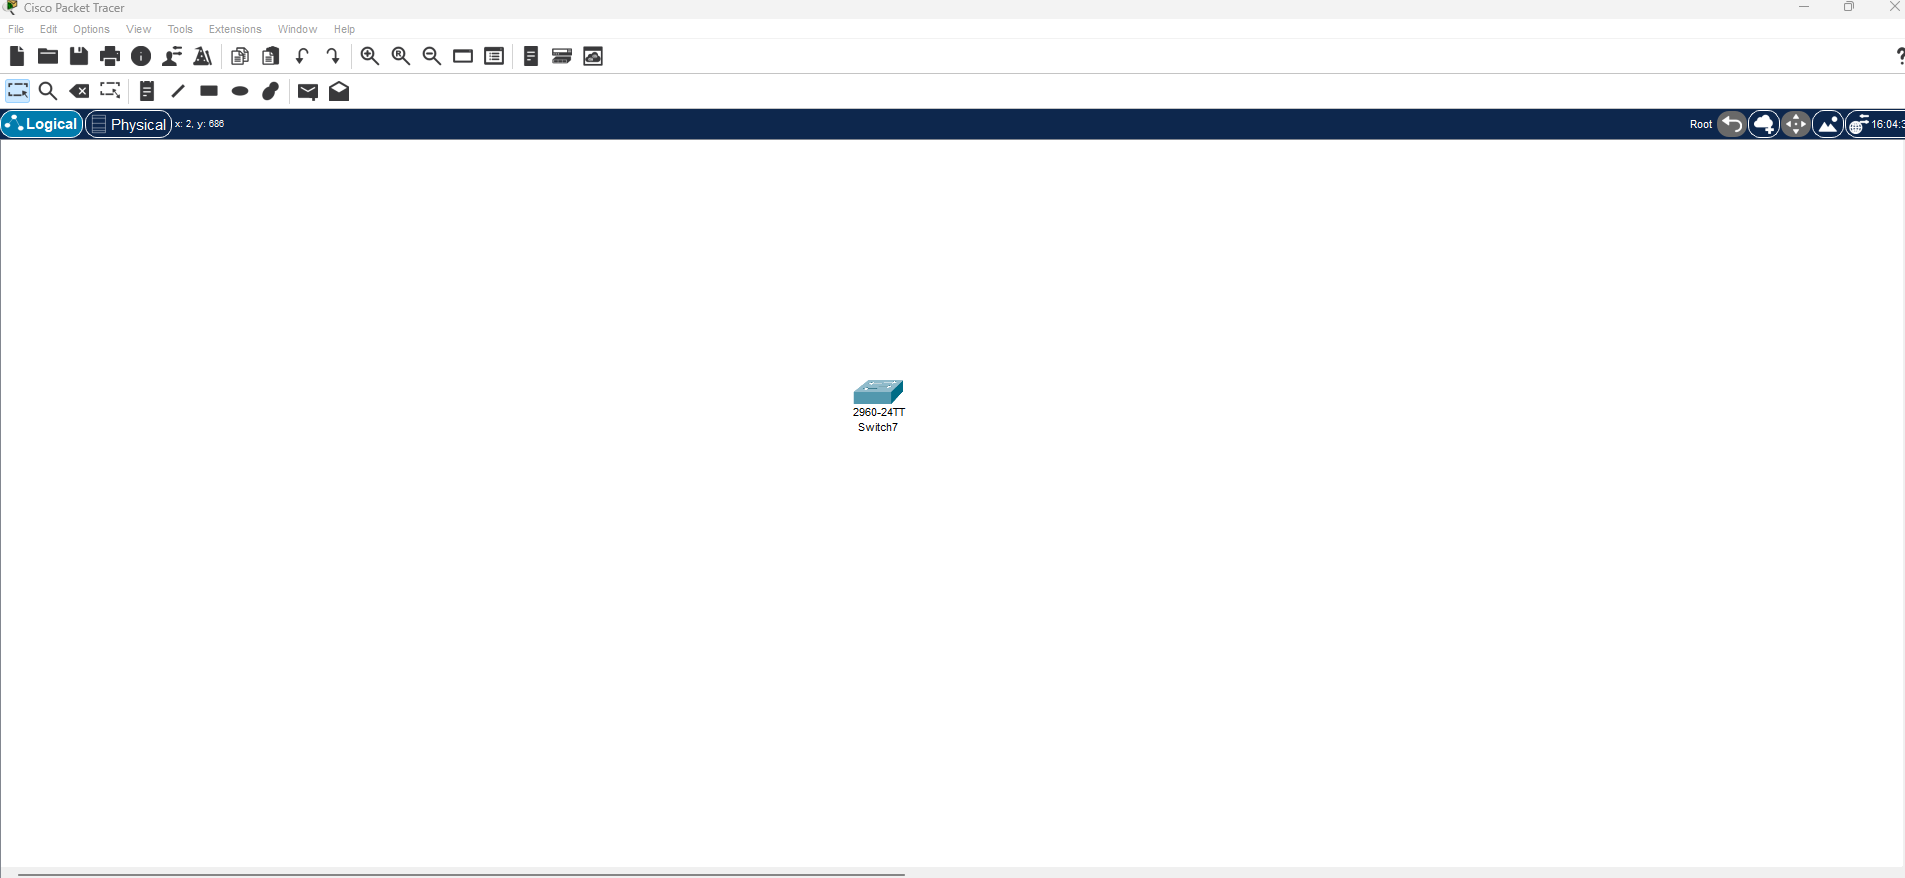 Cisco Packet Tracer
File Edit Options View Tools Extensions Window Help
Logical Physical x: 2, y: 686 Root 16:04:3
2960-24TT
Switch7